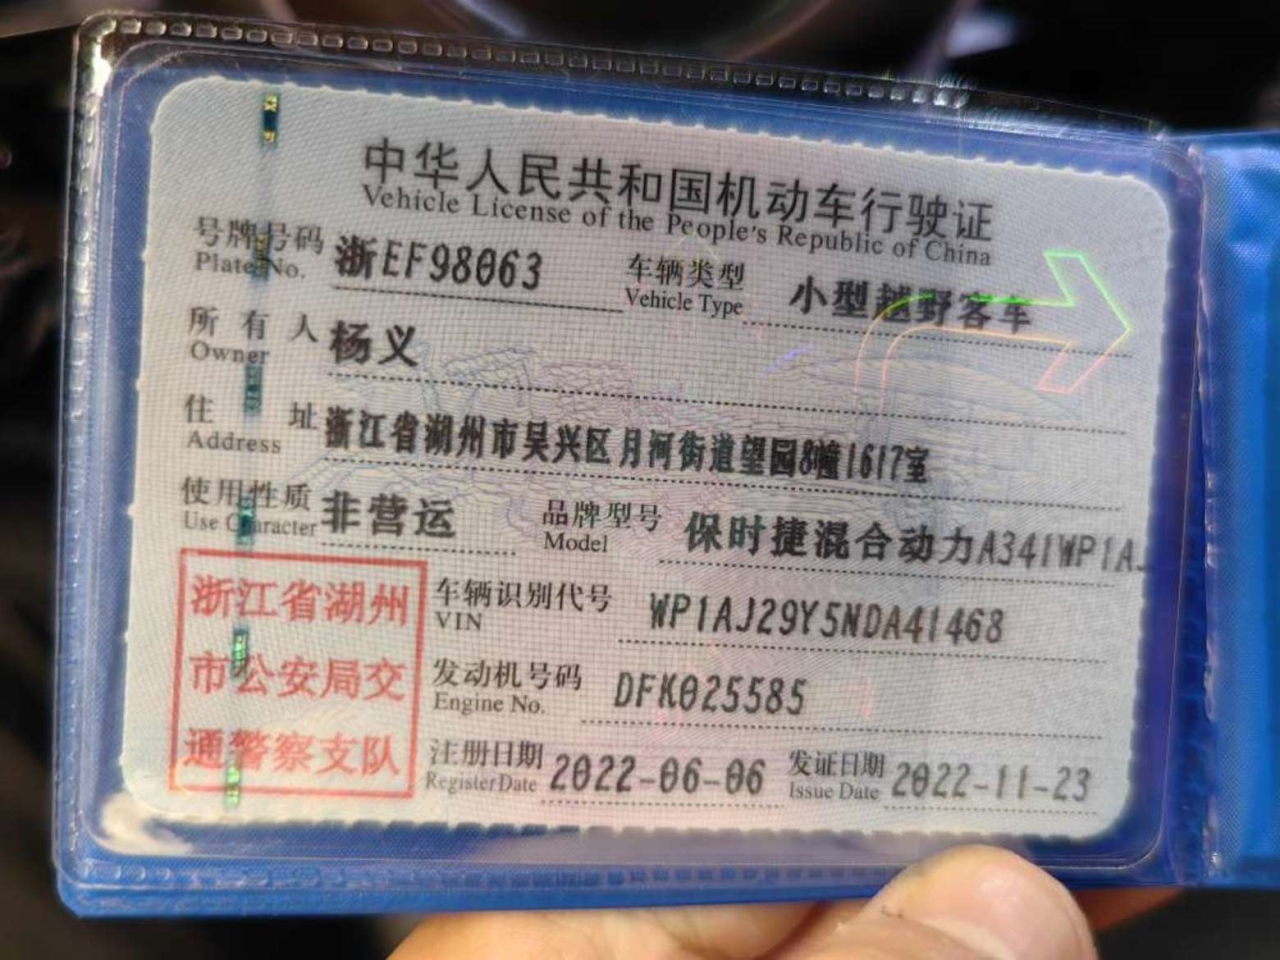 中华人民共和国机动车行驶证
Vehicle License of the People's Republic of China
号牌号码 浙EF98063 车辆类型 小型越野客车
Plate No. Vehicle Type
所有人 杨义
Owner
住址 浙江省湖州市吴兴区月河街道望园8幢1617室
Address
使用性质 非营运 品牌型号 保时捷混合动力A341WP1AJ
Use Character Model
浙江省湖州
市公安局交
通警察支队
车辆识别代号 WP1AJ29Y5NDA41468
VIN
发动机号码 DFK025585
Engine No.
注册日期 2022-06-06 发证日期 2022-11-23
Register Date Issue Date